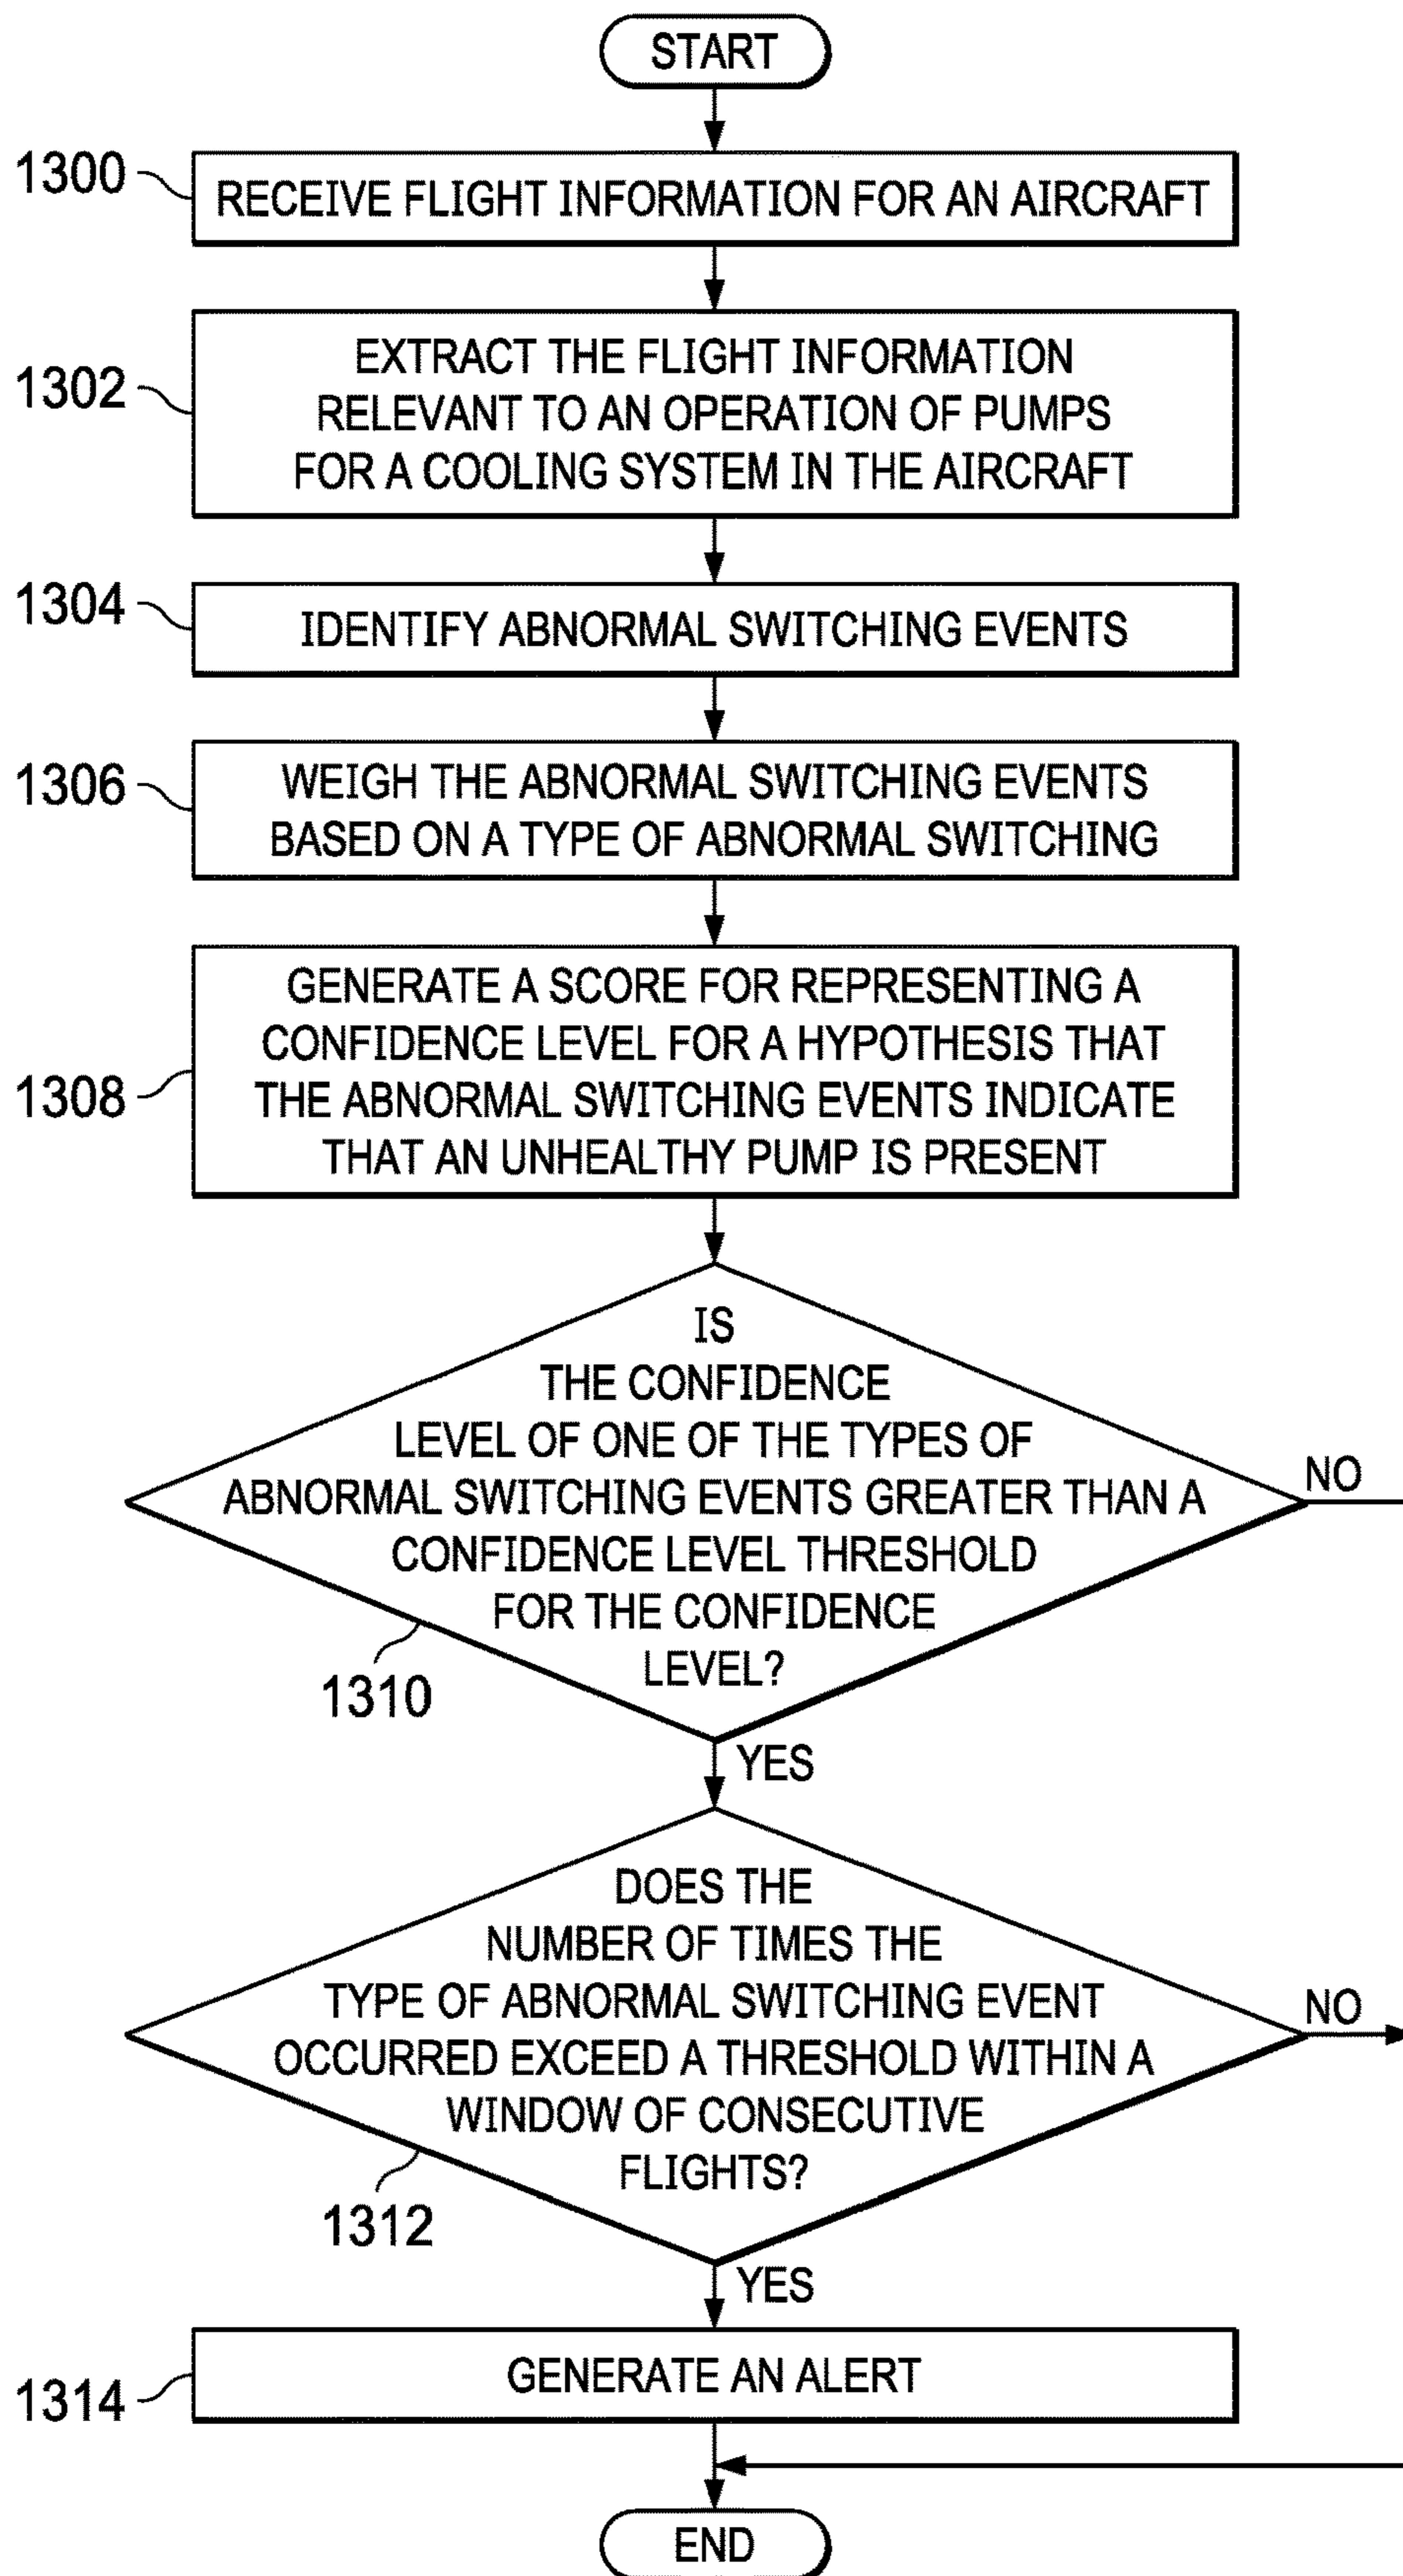 START
1300
RECEIVE FLIGHT INFORMATION FOR AN AIRCRAFT
1302
EXTRACT THE FLIGHT INFORMATION
RELEVANT TO AN OPERATION OF PUMPS
FOR A COOLING SYSTEM IN THE AIRCRAFT
1304
IDENTIFY ABNORMAL SWITCHING EVENTS
1306
WEIGH THE ABNORMAL SWITCHING EVENTS
BASED ON A TYPE OF ABNORMAL SWITCHING
1308
GENERATE A SCORE FOR REPRESENTING A
CONFIDENCE LEVEL FOR A HYPOTHESIS THAT
THE ABNORMAL SWITCHING EVENTS INDICATE
THAT AN UNHEALTHY PUMP IS PRESENT
IS
THE CONFIDENCE
LEVEL OF ONE OF THE TYPES OF
ABNORMAL SWITCHING EVENTS GREATER THAN A
CONFIDENCE LEVEL THRESHOLD
FOR THE CONFIDENCE
LEVEL?
NO
1310
YES
DOES THE
NUMBER OF TIMES THE
TYPE OF ABNORMAL SWITCHING EVENT
OCCURRED EXCEED A THRESHOLD WITHIN A
WINDOW OF CONSECUTIVE
FLIGHTS?
NO
1312
YES
1314
GENERATE AN ALERT
END